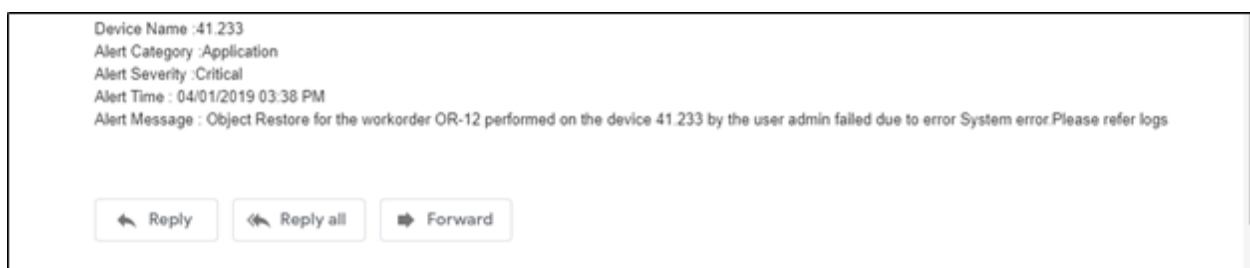 Device Name :41.233
Alert Category :Application
Alert Severity :Critical
Alert Time : 04/01/2019 03:38 PM
Alert Message : Object Restore for the workorder OR-12 performed on the device 41.233 by the user admin failed due to error System error.Please refer logs
Reply
Reply all
Forward